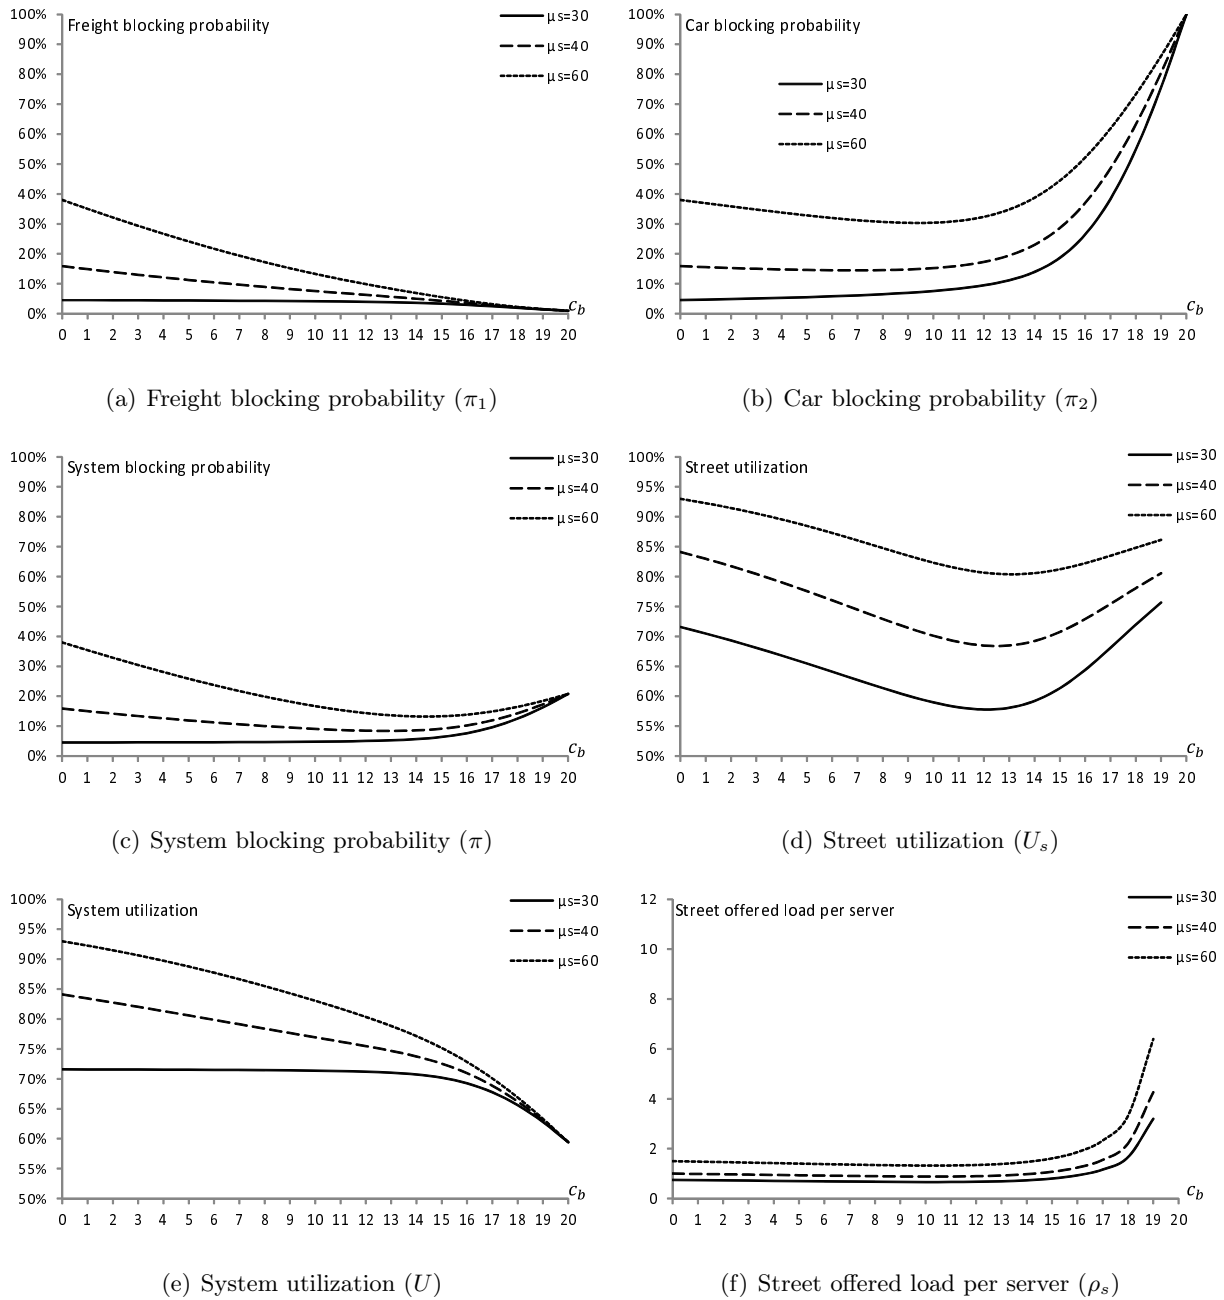 Freight blocking probability
μs=30
μs=40
μs=60
100%
90%
80%
70%
60%
50%
40%
30%
20%
10%
0%
c_b
0 1 2 3 4 5 6 7 8 9 10 11 12 13 14 15 16 17 18 19 20
(a) Freight blocking probability (π₁)
Car blocking probability
μs=30
μs=40
μs=60
100%
90%
80%
70%
60%
50%
40%
30%
20%
10%
0%
c_b
0 1 2 3 4 5 6 7 8 9 10 11 12 13 14 15 16 17 18 19 20
(b) Car blocking probability (π₂)
System blocking probability
μs=30
μs=40
μs=60
100%
90%
80%
70%
60%
50%
40%
30%
20%
10%
0%
c_b
0 1 2 3 4 5 6 7 8 9 10 11 12 13 14 15 16 17 18 19 20
(c) System blocking probability (π)
Street utilization
μs=30
μs=40
μs=60
100%
95%
90%
85%
80%
75%
70%
65%
60%
55%
50%
c_b
0 1 2 3 4 5 6 7 8 9 10 11 12 13 14 15 16 17 18 19 20
(d) Street utilization (U_s)
System utilization
μs=30
μs=40
μs=60
100%
95%
90%
85%
80%
75%
70%
65%
60%
55%
50%
c_b
0 1 2 3 4 5 6 7 8 9 10 11 12 13 14 15 16 17 18 19 20
(e) System utilization (U)
Street offered load per server
μs=30
μs=40
μs=60
12
10
8
6
4
2
0
c_b
0 1 2 3 4 5 6 7 8 9 10 11 12 13 14 15 16 17 18 19 20
(f) Street offered load per server (ρ_s)